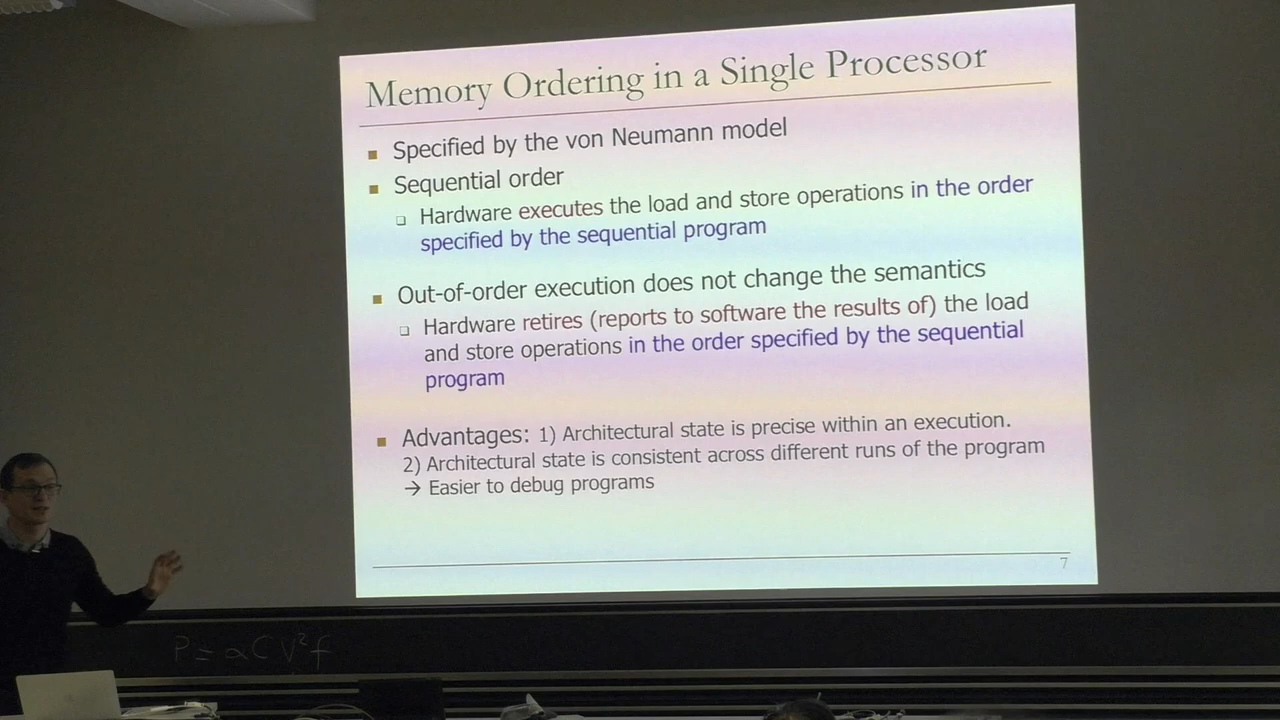 Memory Ordering in a Single Processor
■ Specified by the von Neumann model
■ Sequential order
❑ Hardware executes the load and store operations in the order
specified by the sequential program
■ Out-of-order execution does not change the semantics
❑ Hardware retires (reports to software the results of) the load
and store operations in the order specified by the sequential
program
■ Advantages: 1) Architectural state is precise within an execution.
2) Architectural state is consistent across different runs of the program
→ Easier to debug programs
7
P = αCV²f